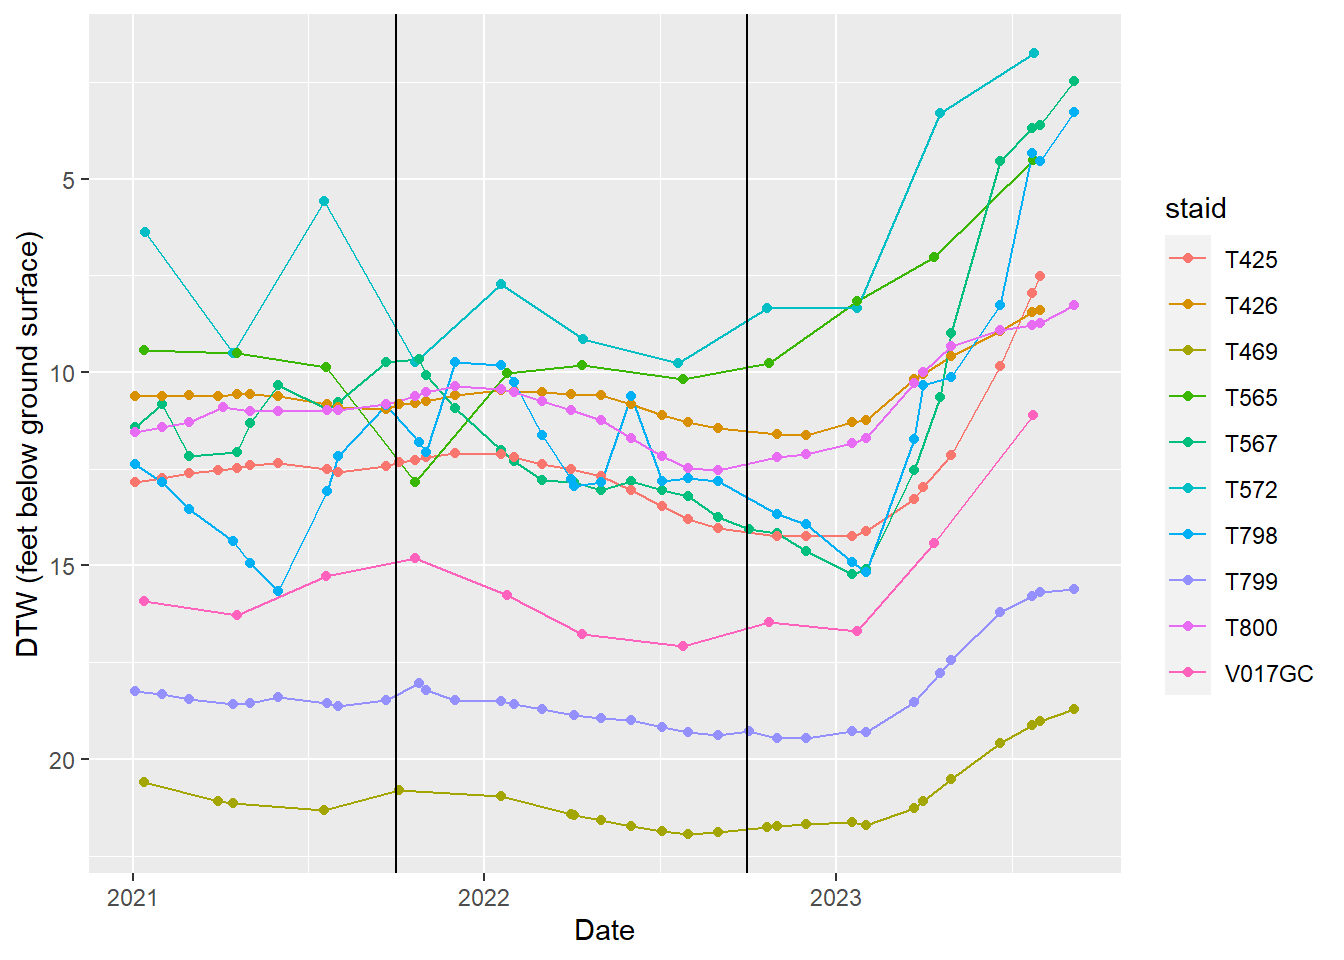 DTW (feet below ground surface)
5
10
15
20
2021
2022
2023
Date
staid
T425
T426
T469
T565
T567
T572
T798
T799
T800
V017GC